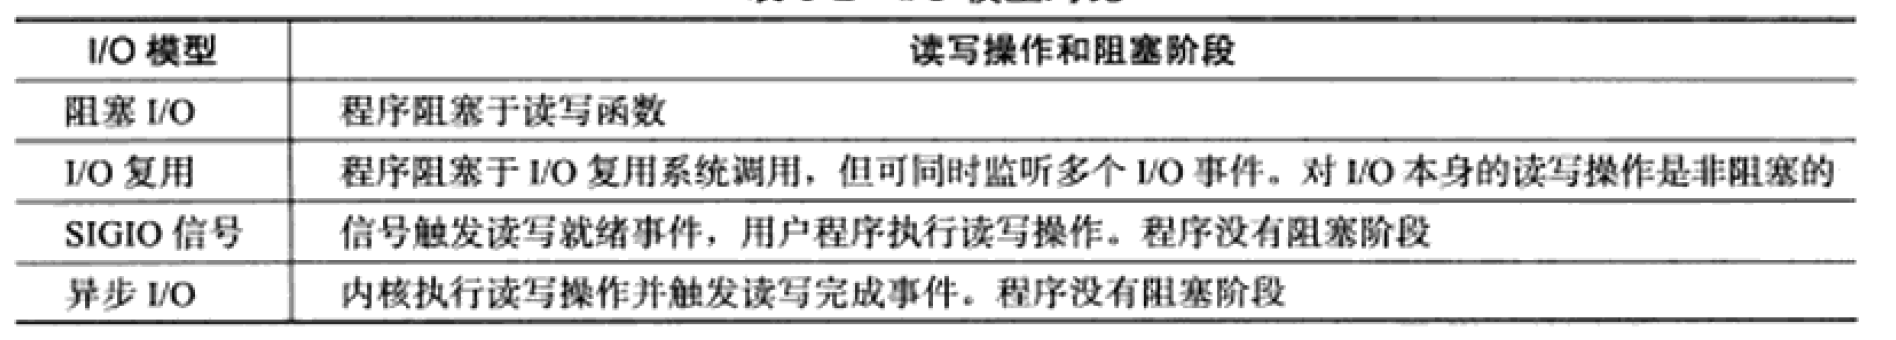 I/O 模型 读写操作和阻塞阶段
阻塞 I/O 程序阻塞于读写函数
I/O 复用 程序阻塞于 I/O 复用系统调用，但可同时监听多个 I/O 事件。对 I/O 本身的读写操作是非阻塞的
SIGIO 信号 信号触发读写就绪事件，用户程序执行读写操作。程序没有阻塞阶段
异步 I/O 内核执行读写操作并触发读写完成事件。程序没有阻塞阶段